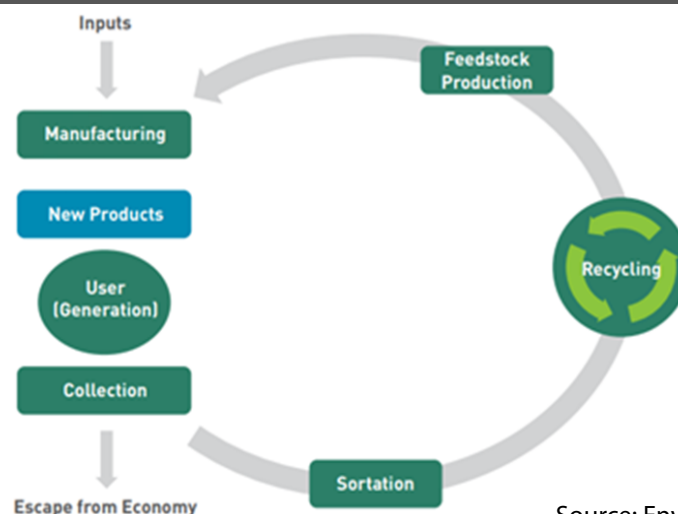 Inputs
Manufacturing
New Products
User
(Generation)
Collection
Escape from Economy
Feedstock
Production
Recycling
Sortation
Source: